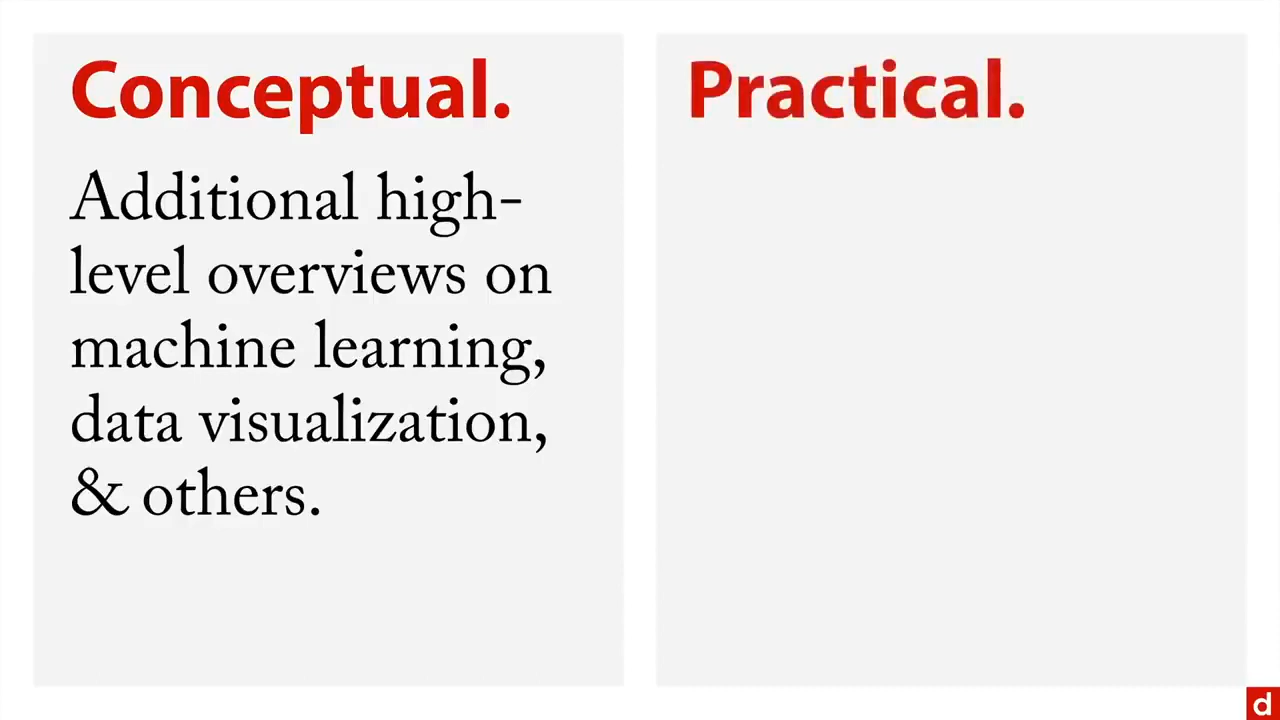 Conceptual.
Additional high-
level overviews on
machine learning,
data visualization,
& others.
Practical.
d